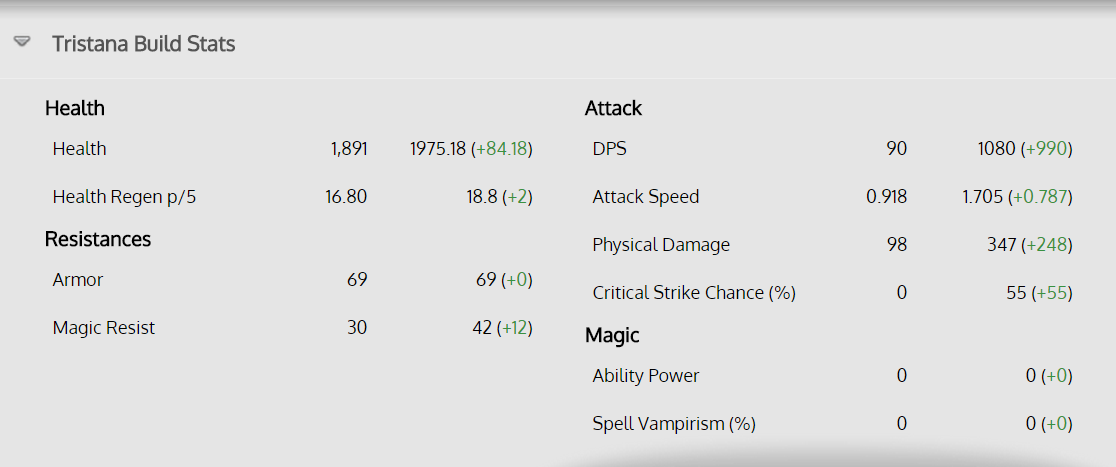 Tristana Build Stats
Health
Health 1,891 1975.18 (+84.18)
Health Regen p/5 16.80 18.8 (+2)
Resistances
Armor 69 69 (+0)
Magic Resist 30 42 (+12)
Attack
DPS 90 1080 (+990)
Attack Speed 0.918 1.705 (+0.787)
Physical Damage 98 347 (+248)
Critical Strike Chance (%) 0 55 (+55)
Magic
Ability Power 0 0 (+0)
Spell Vampirism (%) 0 0 (+0)